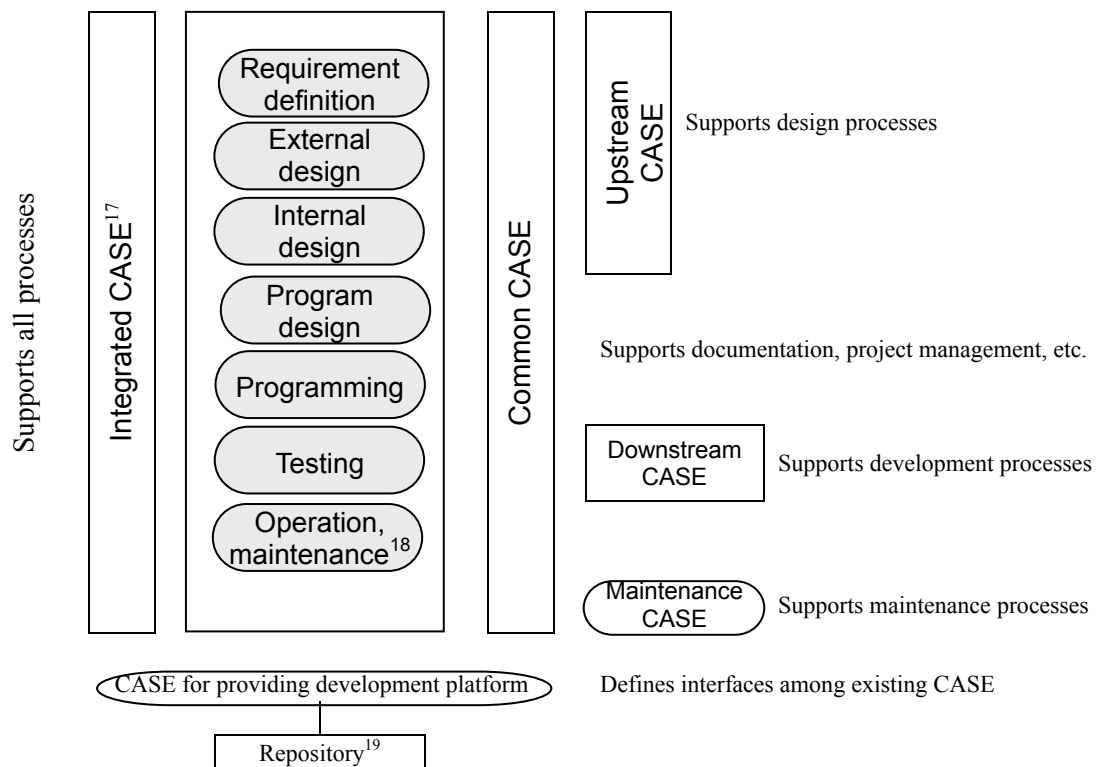 Supports all processes
Integrated CASE17
Requirement
definition
External
design
Internal
design
Program
design
Programming
Testing
Operation,
maintenance18
Common CASE
Upstream
CASE
Supports design processes
Supports documentation, project management, etc.
Downstream
CASE
Supports development processes
Maintenance
CASE
Supports maintenance processes
CASE for providing development platform
Defines interfaces among existing CASE
Repository19